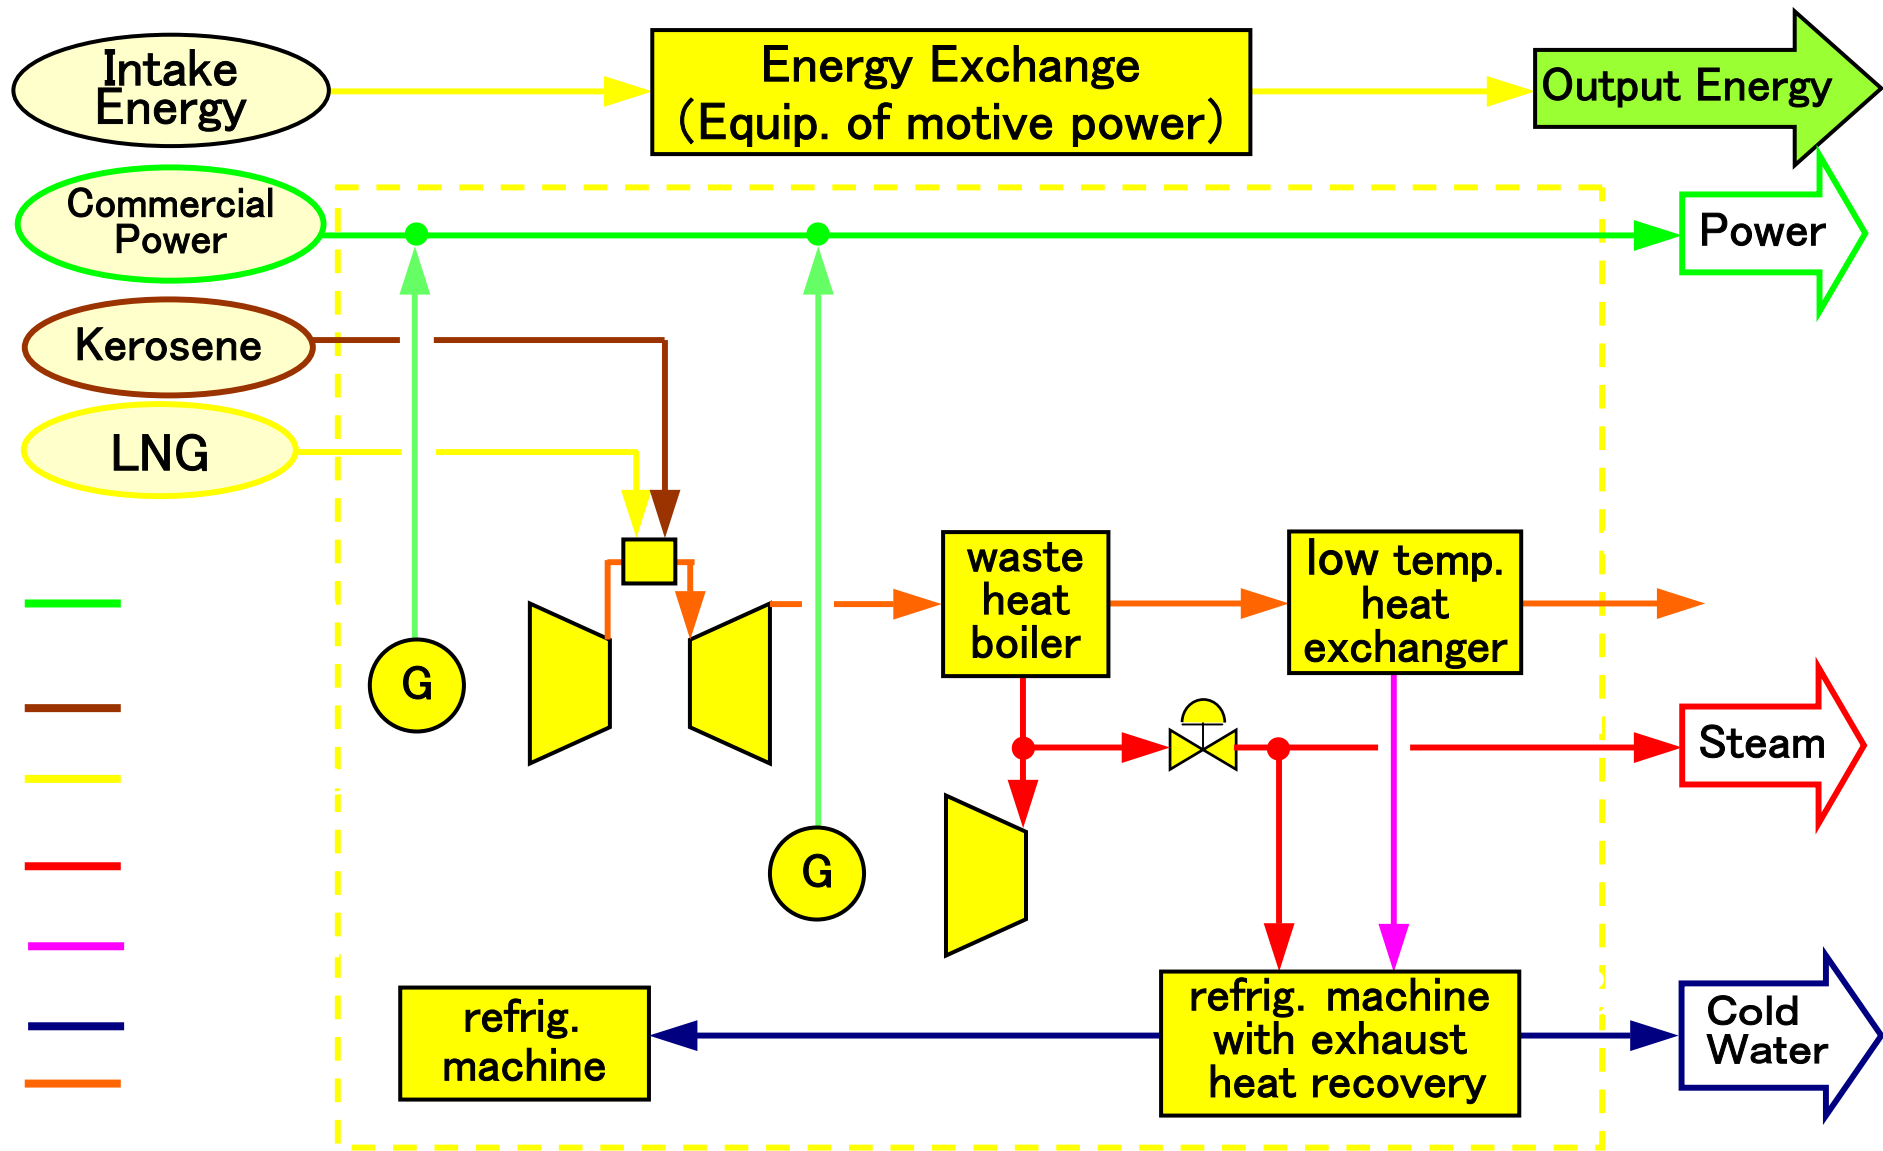 Intake
Energy
Energy Exchange
(Equip. of motive power)
Output Energy
Commercial
Power
Power
Kerosene
LNG
waste
heat
boiler
low temp.
heat
exchanger
G
Steam
G
refrig.
machine
refrig. machine
with exhaust
heat recovery
Cold
Water